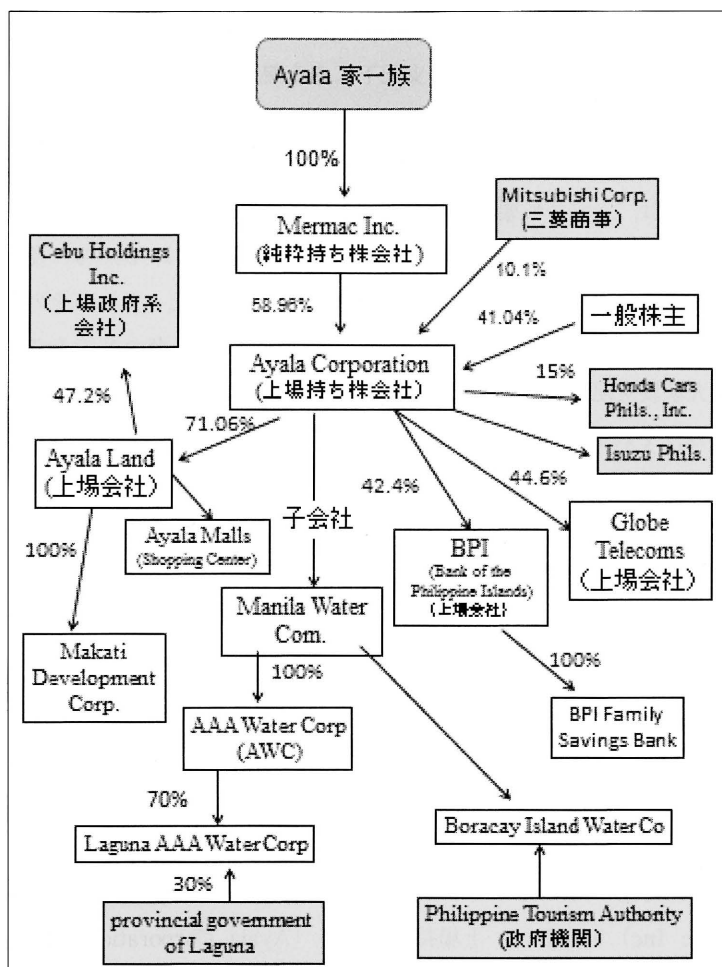 Ayala 家一族
100%
Mermac Inc.
(純粋持ち株会社)
Mitsubishi Corp.
(三菱商事)
Cebu Holdings
Inc.
(上場政府系
会社)
10.1%
58.96%
41.04%
一般株主
Ayala Corporation
(上場持ち株会社)
15%
Honda Cars
Phils., Inc.
47.2%
71.06%
Isuzu Phils.
Ayala Land
(上場会社)
42.4%
44.6%
子会社
Ayala Malls
(Shopping Center)
BPI
(Bank of the
Philippine Islands)
(上場会社)
Globe
Telecoms
(上場会社)
100%
Manila Water
Com.
Makati
Development
Corp.
100%
100%
BPI Family
Savings Bank
AAA Water Corp
(AWC)
70%
Boracay Island Water Co
Laguna AAA Water Corp
30%
provincial government
of Laguna
Philippine Tourism Authority
(政府機関)